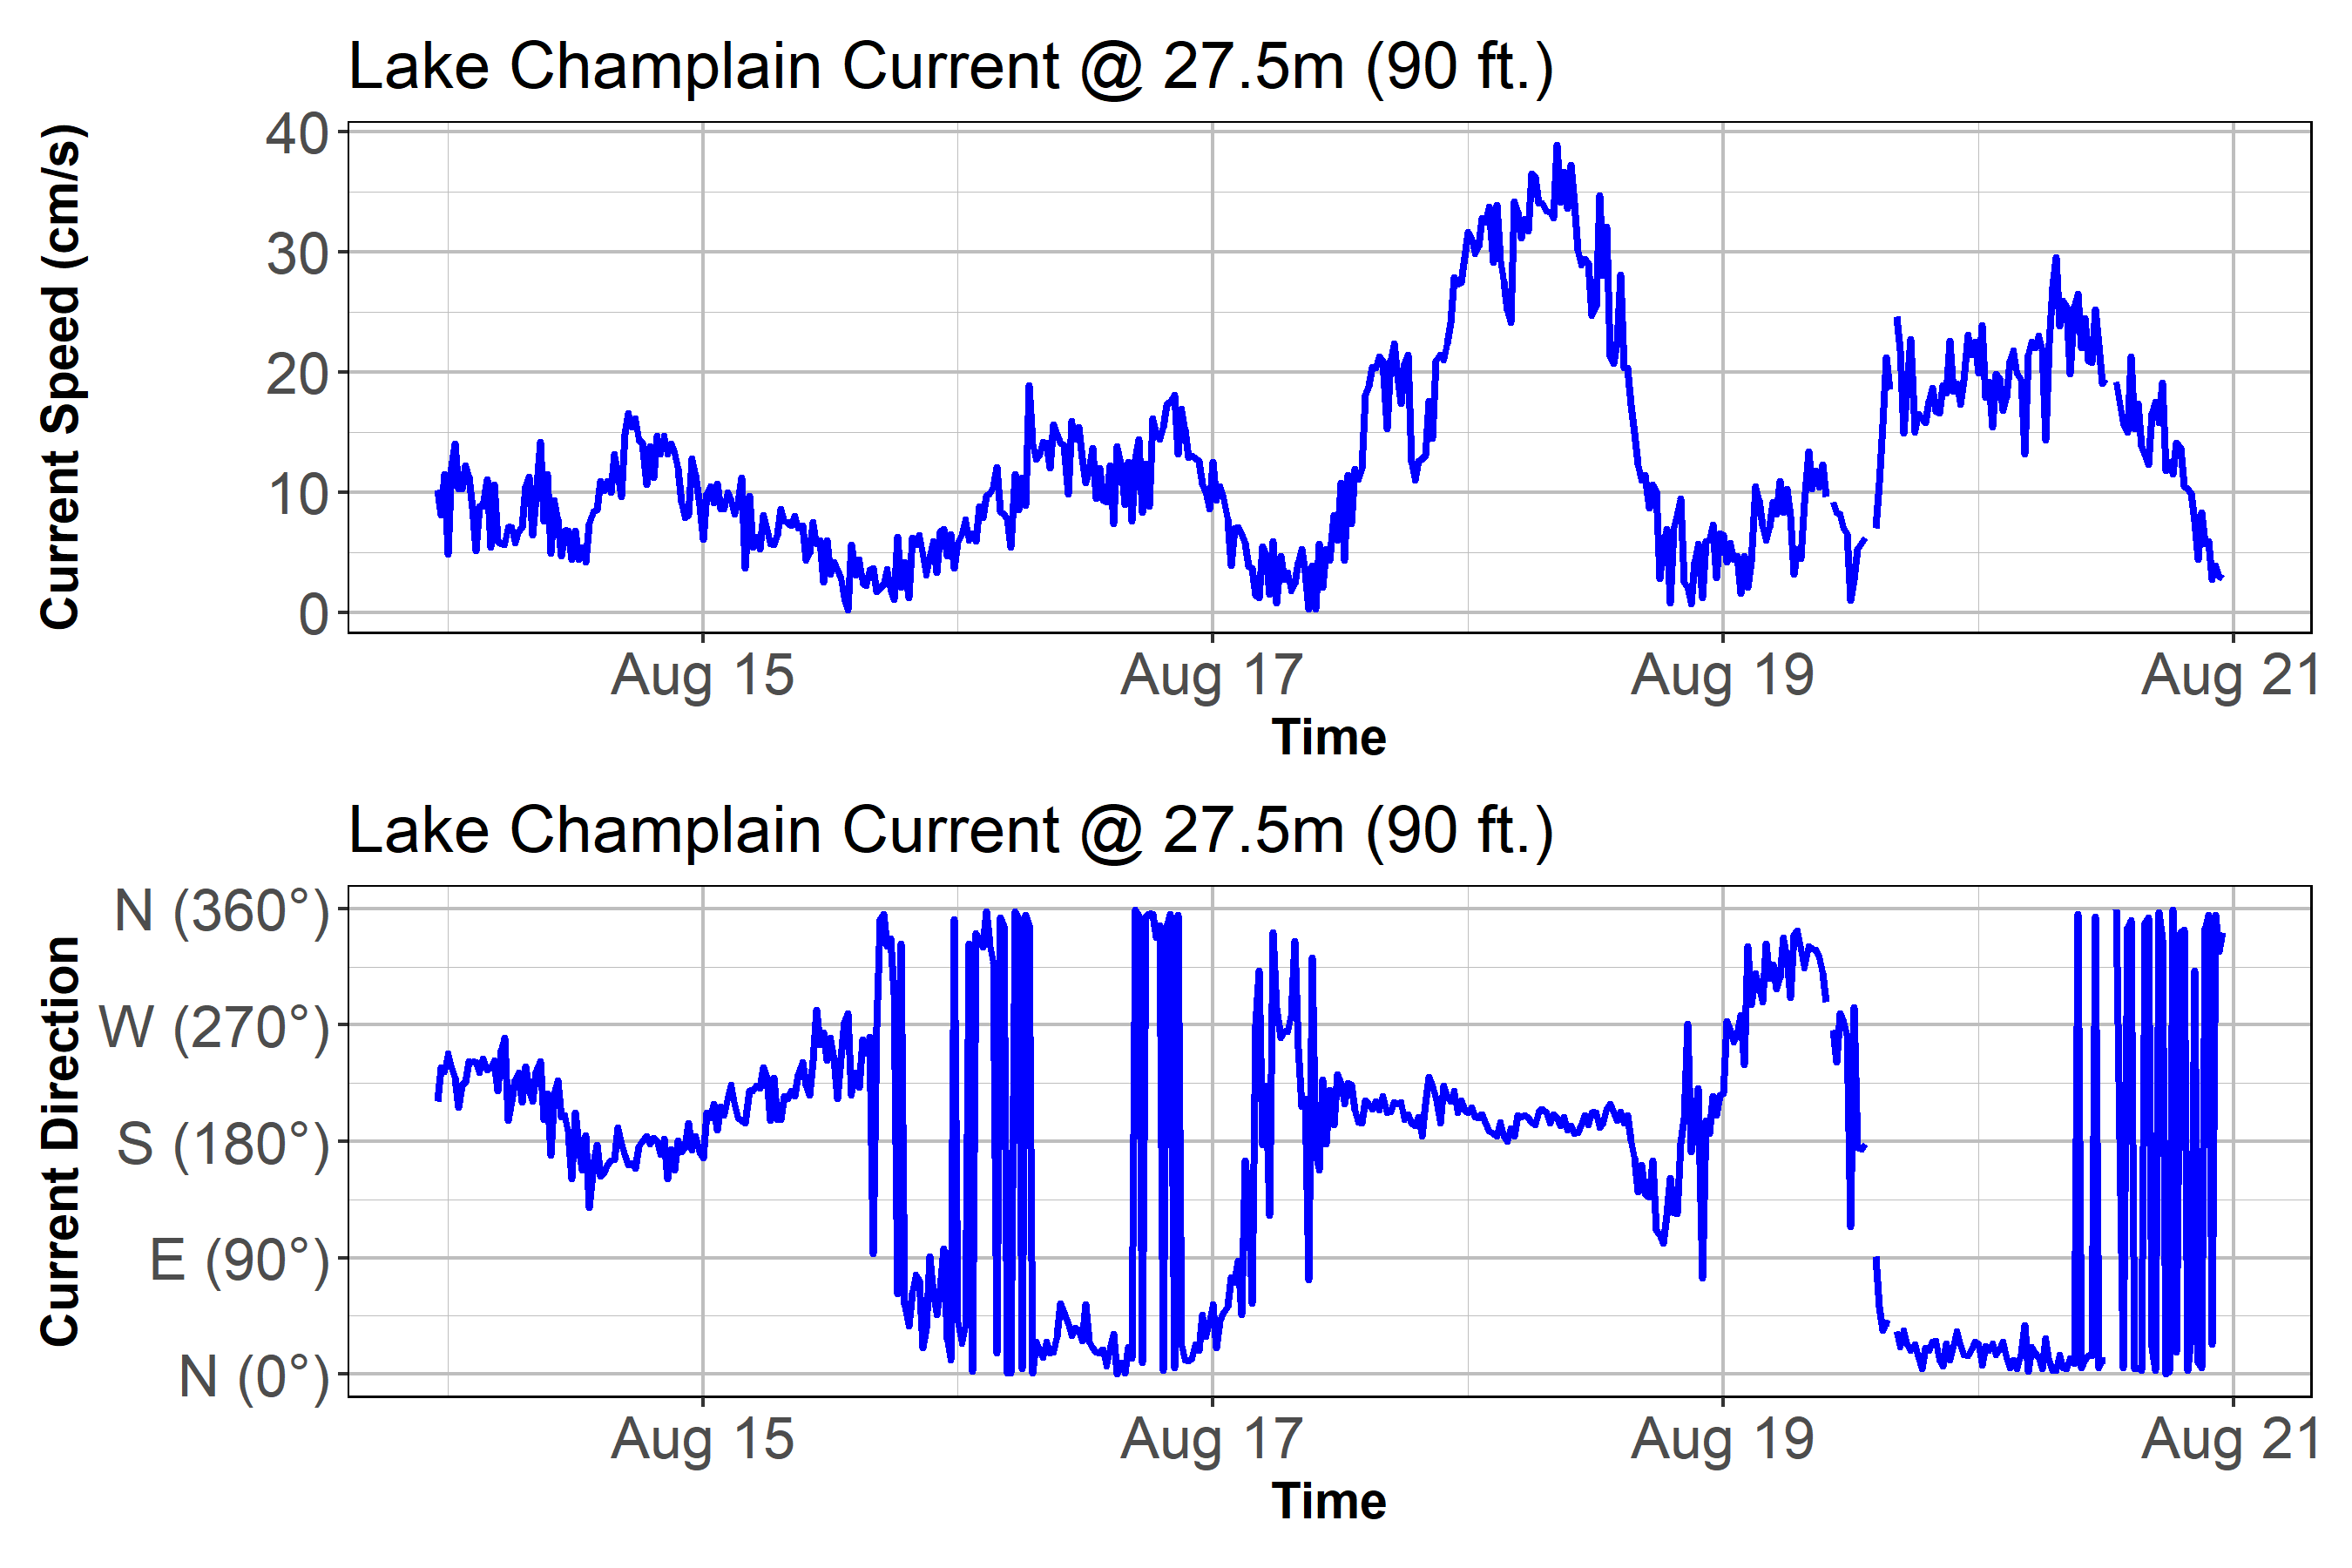 Lake Champlain Current @ 27.5m (90 ft.)
Current Speed (cm/s)
40
30
20
10
0
Aug 15 Aug 17 Aug 19 Aug 21
Time
Lake Champlain Current @ 27.5m (90 ft.)
Current Direction
N (360°)
W (270°)
S (180°)
E (90°)
N (0°)
Aug 15 Aug 17 Aug 19 Aug 21
Time